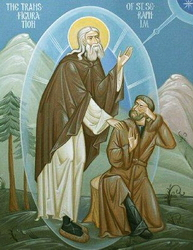 THE TRANS
FIGURA
TION
OF ST. SE
RAPH
IM